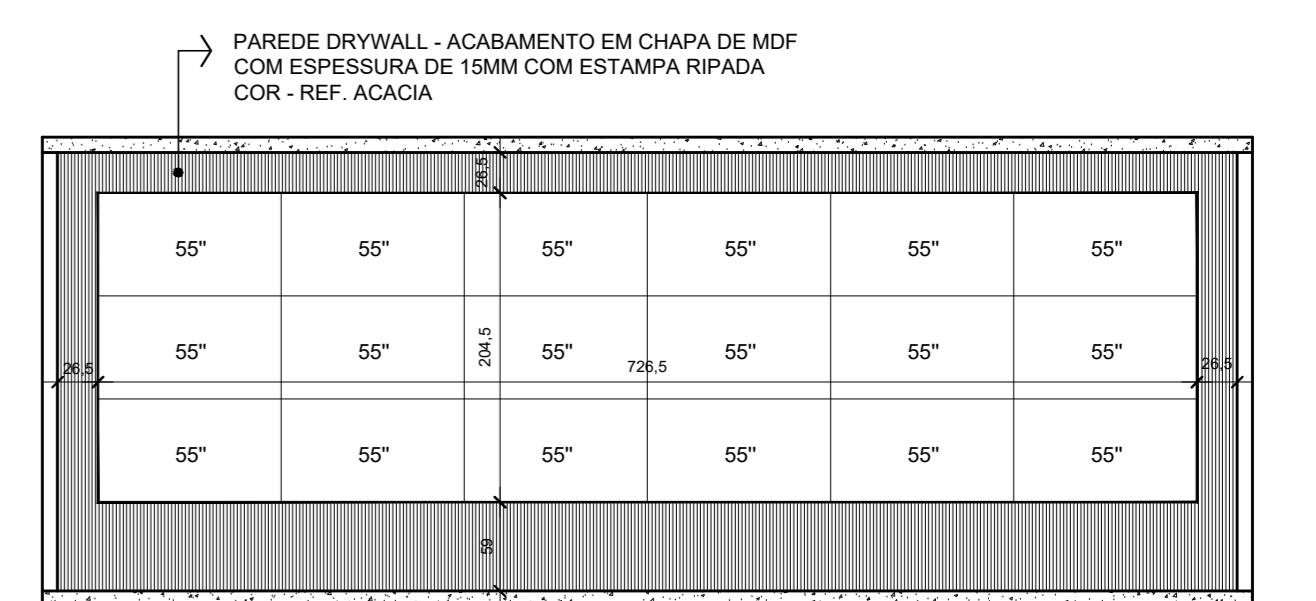 PAREDE DRYWALL - ACABAMENTO EM CHAPA DE MDF
COM ESPESSURA DE 15MM COM ESTAMPA RIPADA
COR - REF. ACACIA
26,5
55" 55" 55" 55" 55" 55"
55" 55" 204,5 55" 55" 55" 55"
26,5 726,5 26,5
55" 55" 55" 55" 55" 55"
59